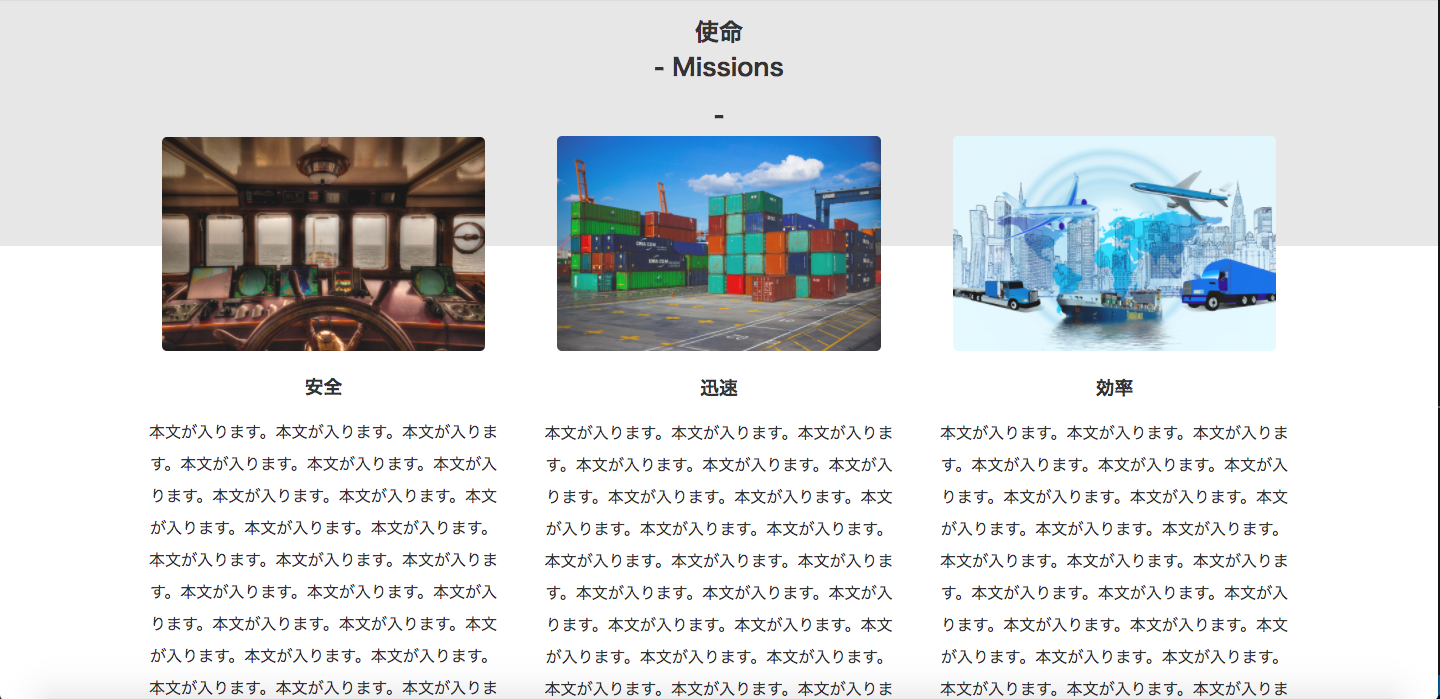 使命
- Missions
-
安全
本文が入ります。本文が入ります。本文が入りま
す。本文が入ります。本文が入ります。本文が入
ります。本文が入ります。本文が入ります。本文
が入ります。本文が入ります。本文が入ります。
本文が入ります。本文が入ります。本文が入りま
す。本文が入ります。本文が入ります。本文が入
ります。本文が入ります。本文が入ります。本文
が入ります。本文が入ります。本文が入ります。
本文が入ります。本文が入ります。本文が入りま
迅速
本文が入ります。本文が入ります。本文が入りま
す。本文が入ります。本文が入ります。本文が入
ります。本文が入ります。本文が入ります。本文
が入ります。本文が入ります。本文が入ります。
本文が入ります。本文が入ります。本文が入りま
す。本文が入ります。本文が入ります。本文が入
ります。本文が入ります。本文が入ります。本文
が入ります。本文が入ります。本文が入ります。
本文が入ります。本文が入ります。本文が入りま
効率
本文が入ります。本文が入ります。本文が入りま
す。本文が入ります。本文が入ります。本文が入
ります。本文が入ります。本文が入ります。本文
が入ります。本文が入ります。本文が入ります。
本文が入ります。本文が入ります。本文が入りま
す。本文が入ります。本文が入ります。本文が入
ります。本文が入ります。本文が入ります。本文
が入ります。本文が入ります。本文が入ります。
本文が入ります。本文が入ります。本文が入りま